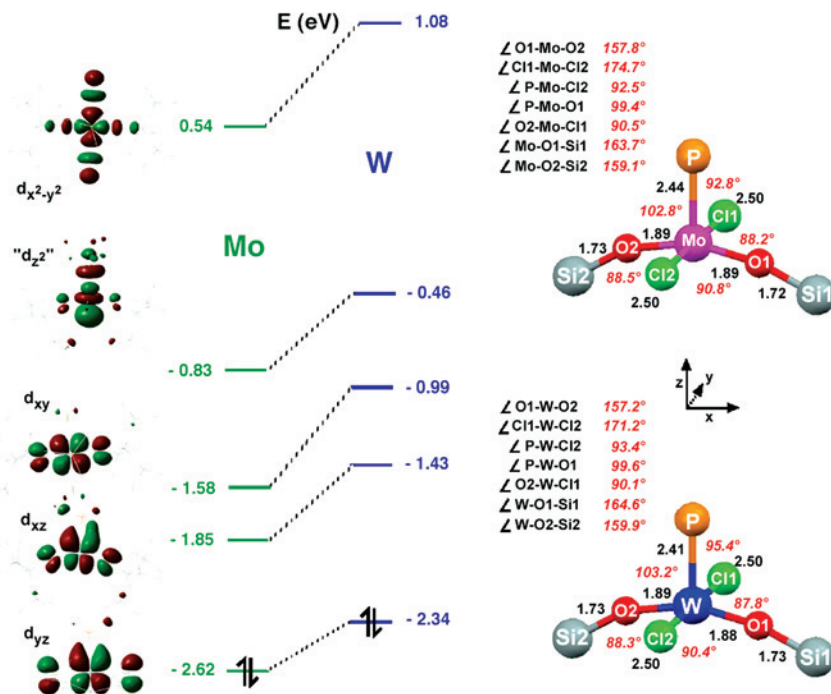 E (eV)
1.08
0.54
d x²-y²
W
Mo
"d z²"
- 0.46
- 0.83
- 0.99
d xy
- 1.58
- 1.43
d xz
- 1.85
- 2.34
d yz
- 2.62
∠ O1-Mo-O2 157.8°
∠ Cl1-Mo-Cl2 174.7°
∠ P-Mo-Cl2 92.5°
∠ P-Mo-O1 99.4°
∠ O2-Mo-Cl1 90.5°
∠ Mo-O1-Si1 163.7°
∠ Mo-O2-Si2 159.1°
P
2.44 92.8° 2.50
102.8° Cl1
1.73 O2 1.89 Mo 88.2°
Si2 88.5° Cl2 1.89 O1
2.50 90.8° 1.72 Si1
z y
x
∠ O1-W-O2 157.2°
∠ Cl1-W-Cl2 171.2°
∠ P-W-Cl2 93.4°
∠ P-W-O1 99.6°
∠ O2-W-Cl1 90.1°
∠ W-O1-Si1 164.6°
∠ W-O2-Si2 159.9°
P
2.41 95.4° 2.50
103.2° Cl1
1.73 O2 1.89 W 87.8°
Si2 88.3° Cl2 1.88 O1
2.50 90.4° 1.73 Si1